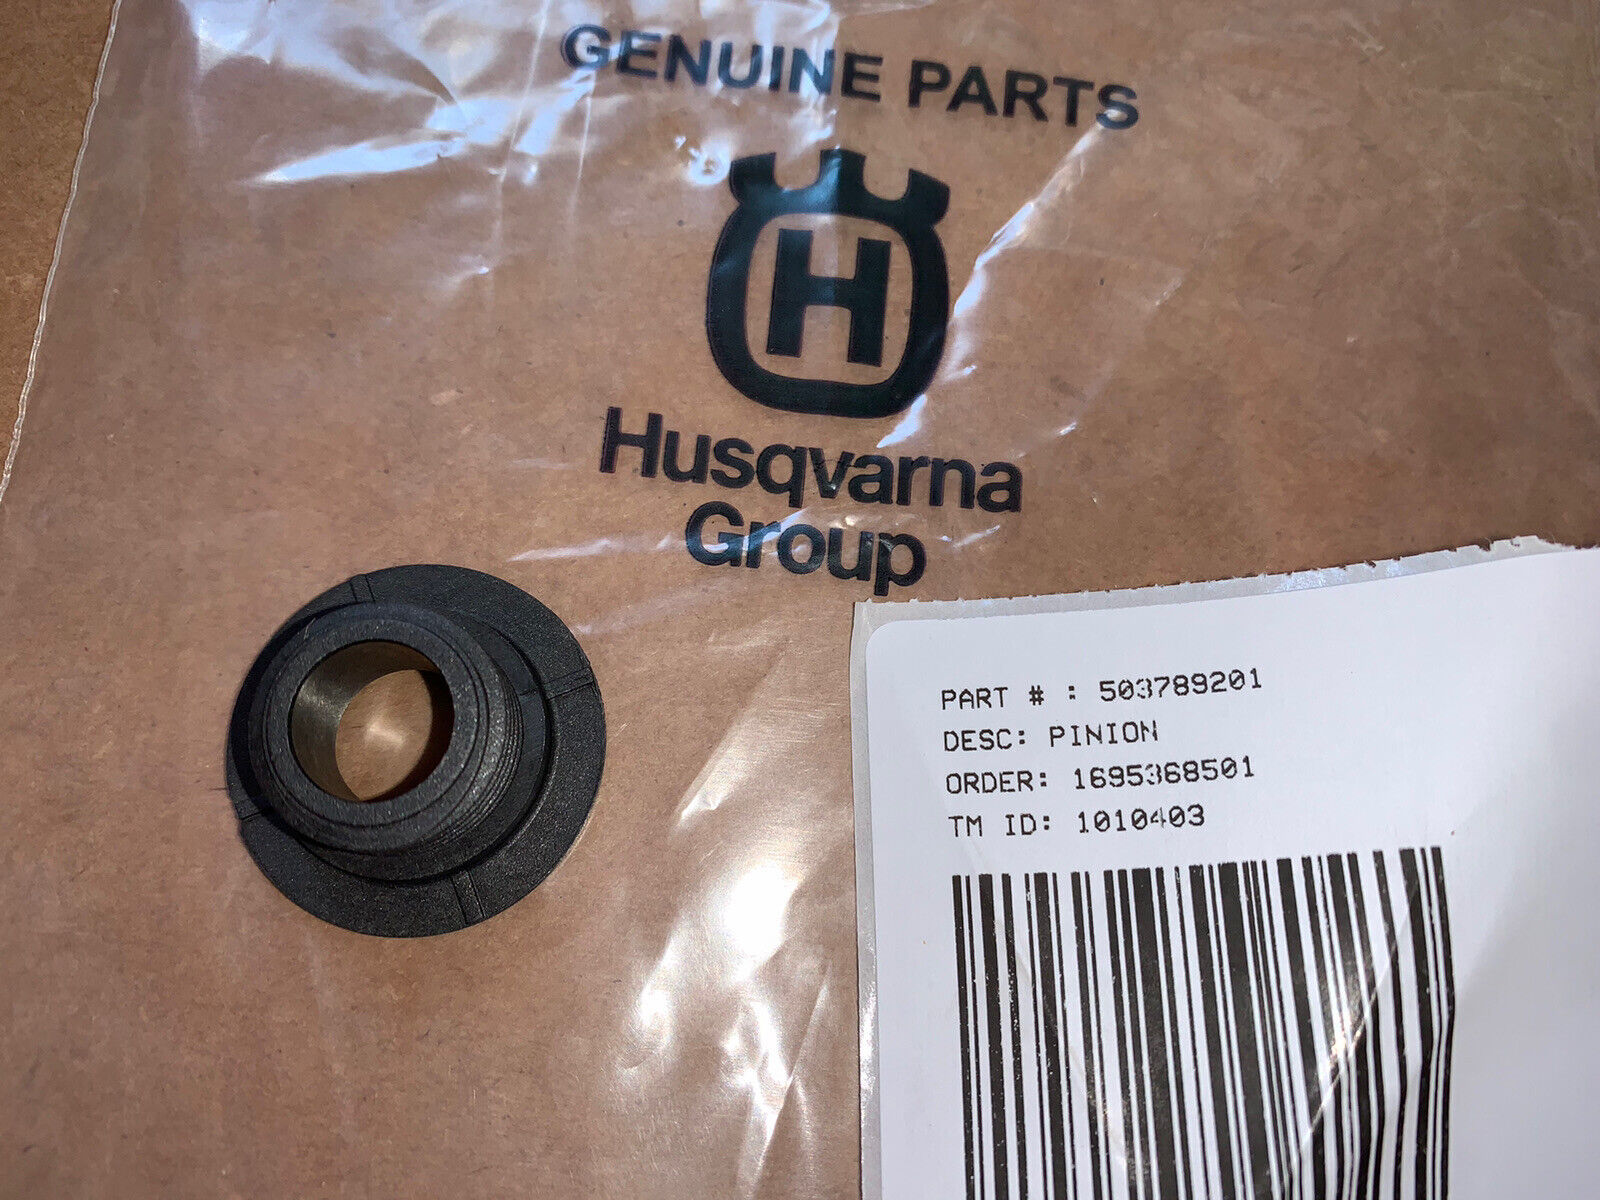 GENUINE PARTS
H
Husqvarna
Group
PART # : 503789201
DESC: PINION
ORDER: 1695368501
TM ID: 1010403